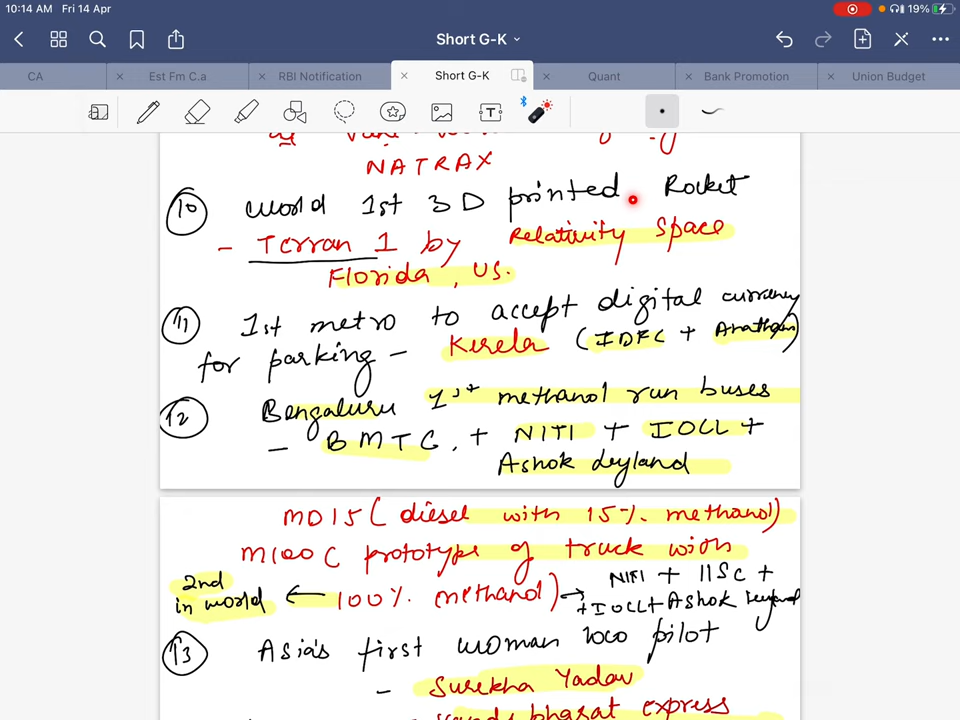 10:14 AM Fri 14 Apr
19%
Short G-K
CA
Est Fm C.a
RBI Notification
Short G-K
Quant
Bank Promotion
Union Budget
NATRAX
10 World 1st 3D printed Rocket
- Terran 1 by Relativity Space
Florida, US.
11 1st metro to accept digital currency
for parking - Kerela (IDFC +
12 Bengaluru 1st methanol run buses
- BMTC, + NITI + IOCL +
Ashok Leyland
MD15 (diesel with 15% methanol)
M100 C prototype of truck with
2nd in world ← 100% methanol) → NITI + IISc +
+ IOCL + Ashok Leyland
13 Asia's first woman loco pilot
- Surekha Yadav
vande bharat express